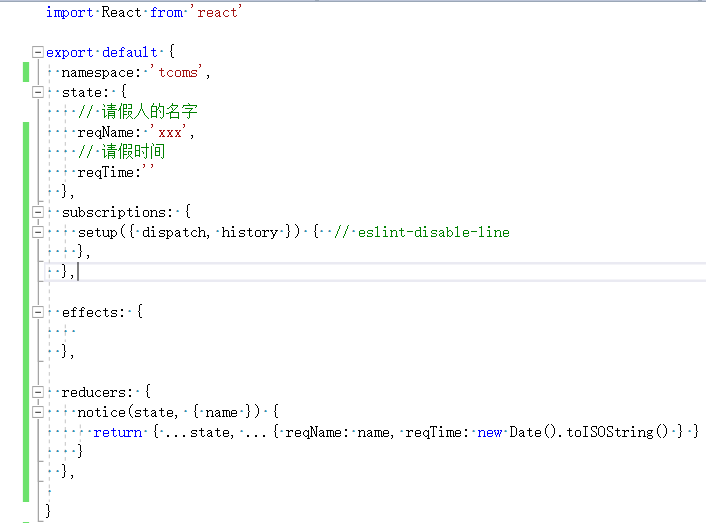 import React from 'react'
export default {
namespace: 'tcoms',
state: {
// 请假人的名字
reqName: 'xxx',
// 请假时间
reqTime:''
},
subscriptions: {
setup({ dispatch, history }) { // eslint-disable-line
},
},
effects: {
},
reducers: {
notice(state, { name }) {
return { ...state, ... { reqName: name, reqTime: new Date().toISOString() } }
}
},
}